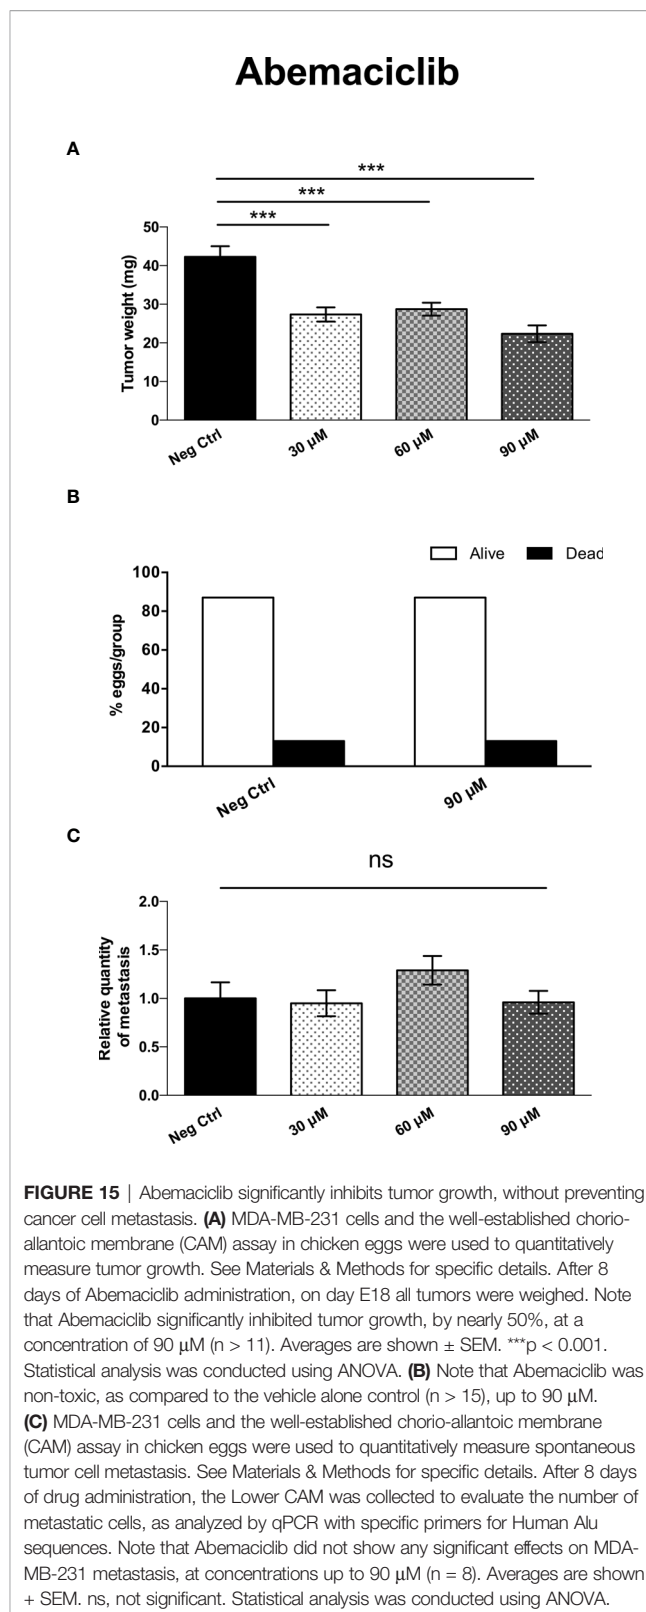 Abemaciclib
A
***
***
***
Tumor weight (mg)
50
40
30
20
10
0
Neg Ctrl
30 µM
60 µM
90 µM
B
Alive
Dead
% eggs/group
100
80
60
40
20
0
Neg Ctrl
90 µM
C
ns
Relative quantity
of metastasis
2.0
1.5
1.0
0.5
0.0
Neg Ctrl
30 µM
60 µM
90 µM
FIGURE 15 | Abemaciclib significantly inhibits tumor growth, without preventing
cancer cell metastasis. (A) MDA-MB-231 cells and the well-established chorio-
allantoic membrane (CAM) assay in chicken eggs were used to quantitatively
measure tumor growth. See Materials & Methods for specific details. After 8
days of Abemaciclib administration, on day E18 all tumors were weighed. Note
that Abemaciclib significantly inhibited tumor growth, by nearly 50%, at a
concentration of 90 µM (n > 11). Averages are shown ± SEM. ***p < 0.001.
Statistical analysis was conducted using ANOVA. (B) Note that Abemaciclib was
non-toxic, as compared to the vehicle alone control (n > 15), up to 90 µM.
(C) MDA-MB-231 cells and the well-established chorio-allantoic membrane
(CAM) assay in chicken eggs were used to quantitatively measure spontaneous
tumor cell metastasis. See Materials & Methods for specific details. After 8 days
of drug administration, the Lower CAM was collected to evaluate the number of
metastatic cells, as analyzed by qPCR with specific primers for Human Alu
sequences. Note that Abemaciclib did not show any significant effects on MDA-
MB-231 metastasis, at concentrations up to 90 µM (n = 8). Averages are shown
+ SEM. ns, not significant. Statistical analysis was conducted using ANOVA.